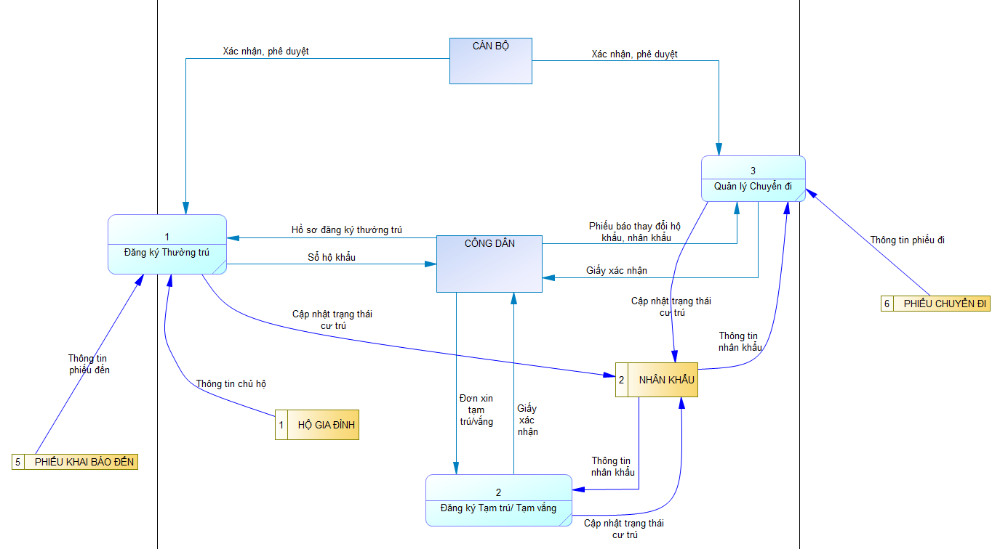 CÁN BỘ
Xác nhận, phê duyệt
Xác nhận, phê duyệt
3
Quản lý Chuyển đi
1
Đăng ký Thường trú
Hồ sơ đăng ký thường trú
Sổ hộ khẩu
CÔNG DÂN
Phiếu báo thay đổi hộ
khẩu, nhân khẩu
Giấy xác nhận
Thông tin phiếu đi
6 PHIẾU CHUYỂN ĐI
Cập nhật trạng thái
cư trú
Cập nhật trạng thái
cư trú
Thông tin
nhân khẩu
Thông tin
phiếu đến
Thông tin chủ hộ
2 NHÂN KHẨU
Đơn xin
tạm
trú/vắng
Giấy
xác
nhận
1 HỘ GIA ĐÌNH
5 PHIẾU KHAI BÁO ĐẾN
Thông tin
nhân khẩu
2
Đăng ký Tạm trú/ Tạm vắng
Cập nhật trạng thái
cư trú